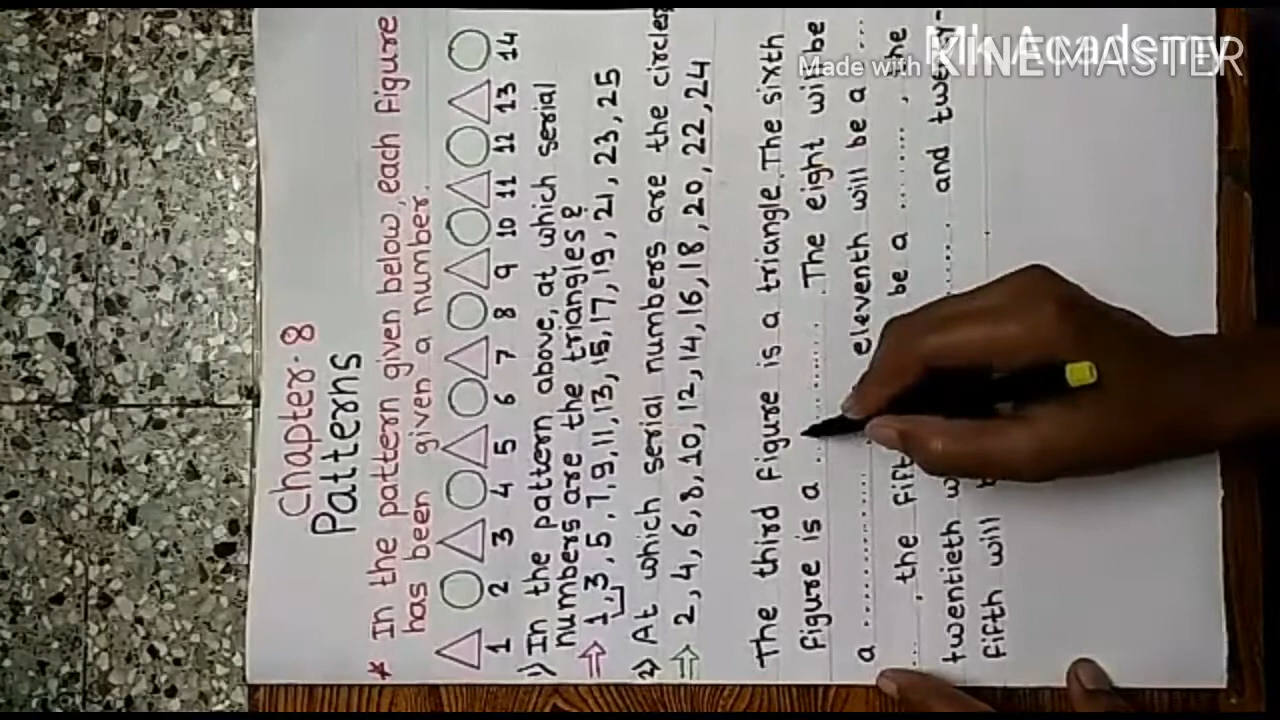 Chapter-8
Patterns
* In the pattern given below, each figure
has been given a number.
1 2 3 4 5 6 7 8 9 10 11 12 13 14
1) In the pattern above, at which serial
numbers are the triangles?
⇒ 1, 3, 5, 7, 9, 11, 13, 15, 17, 19, 21, 23, 25
2) At which serial numbers are the circles?
⇒ 2, 4, 6, 8, 10, 12, 14, 16, 18, 20, 22, 24
The third figure is a triangle. The sixth
figure is a ............. . The eight will be
a ............... eleventh will be a ...
...., the be a ........, the
twentieth ..... and twenty-
fifth will
Mh Academy
Made with KINEMASTER